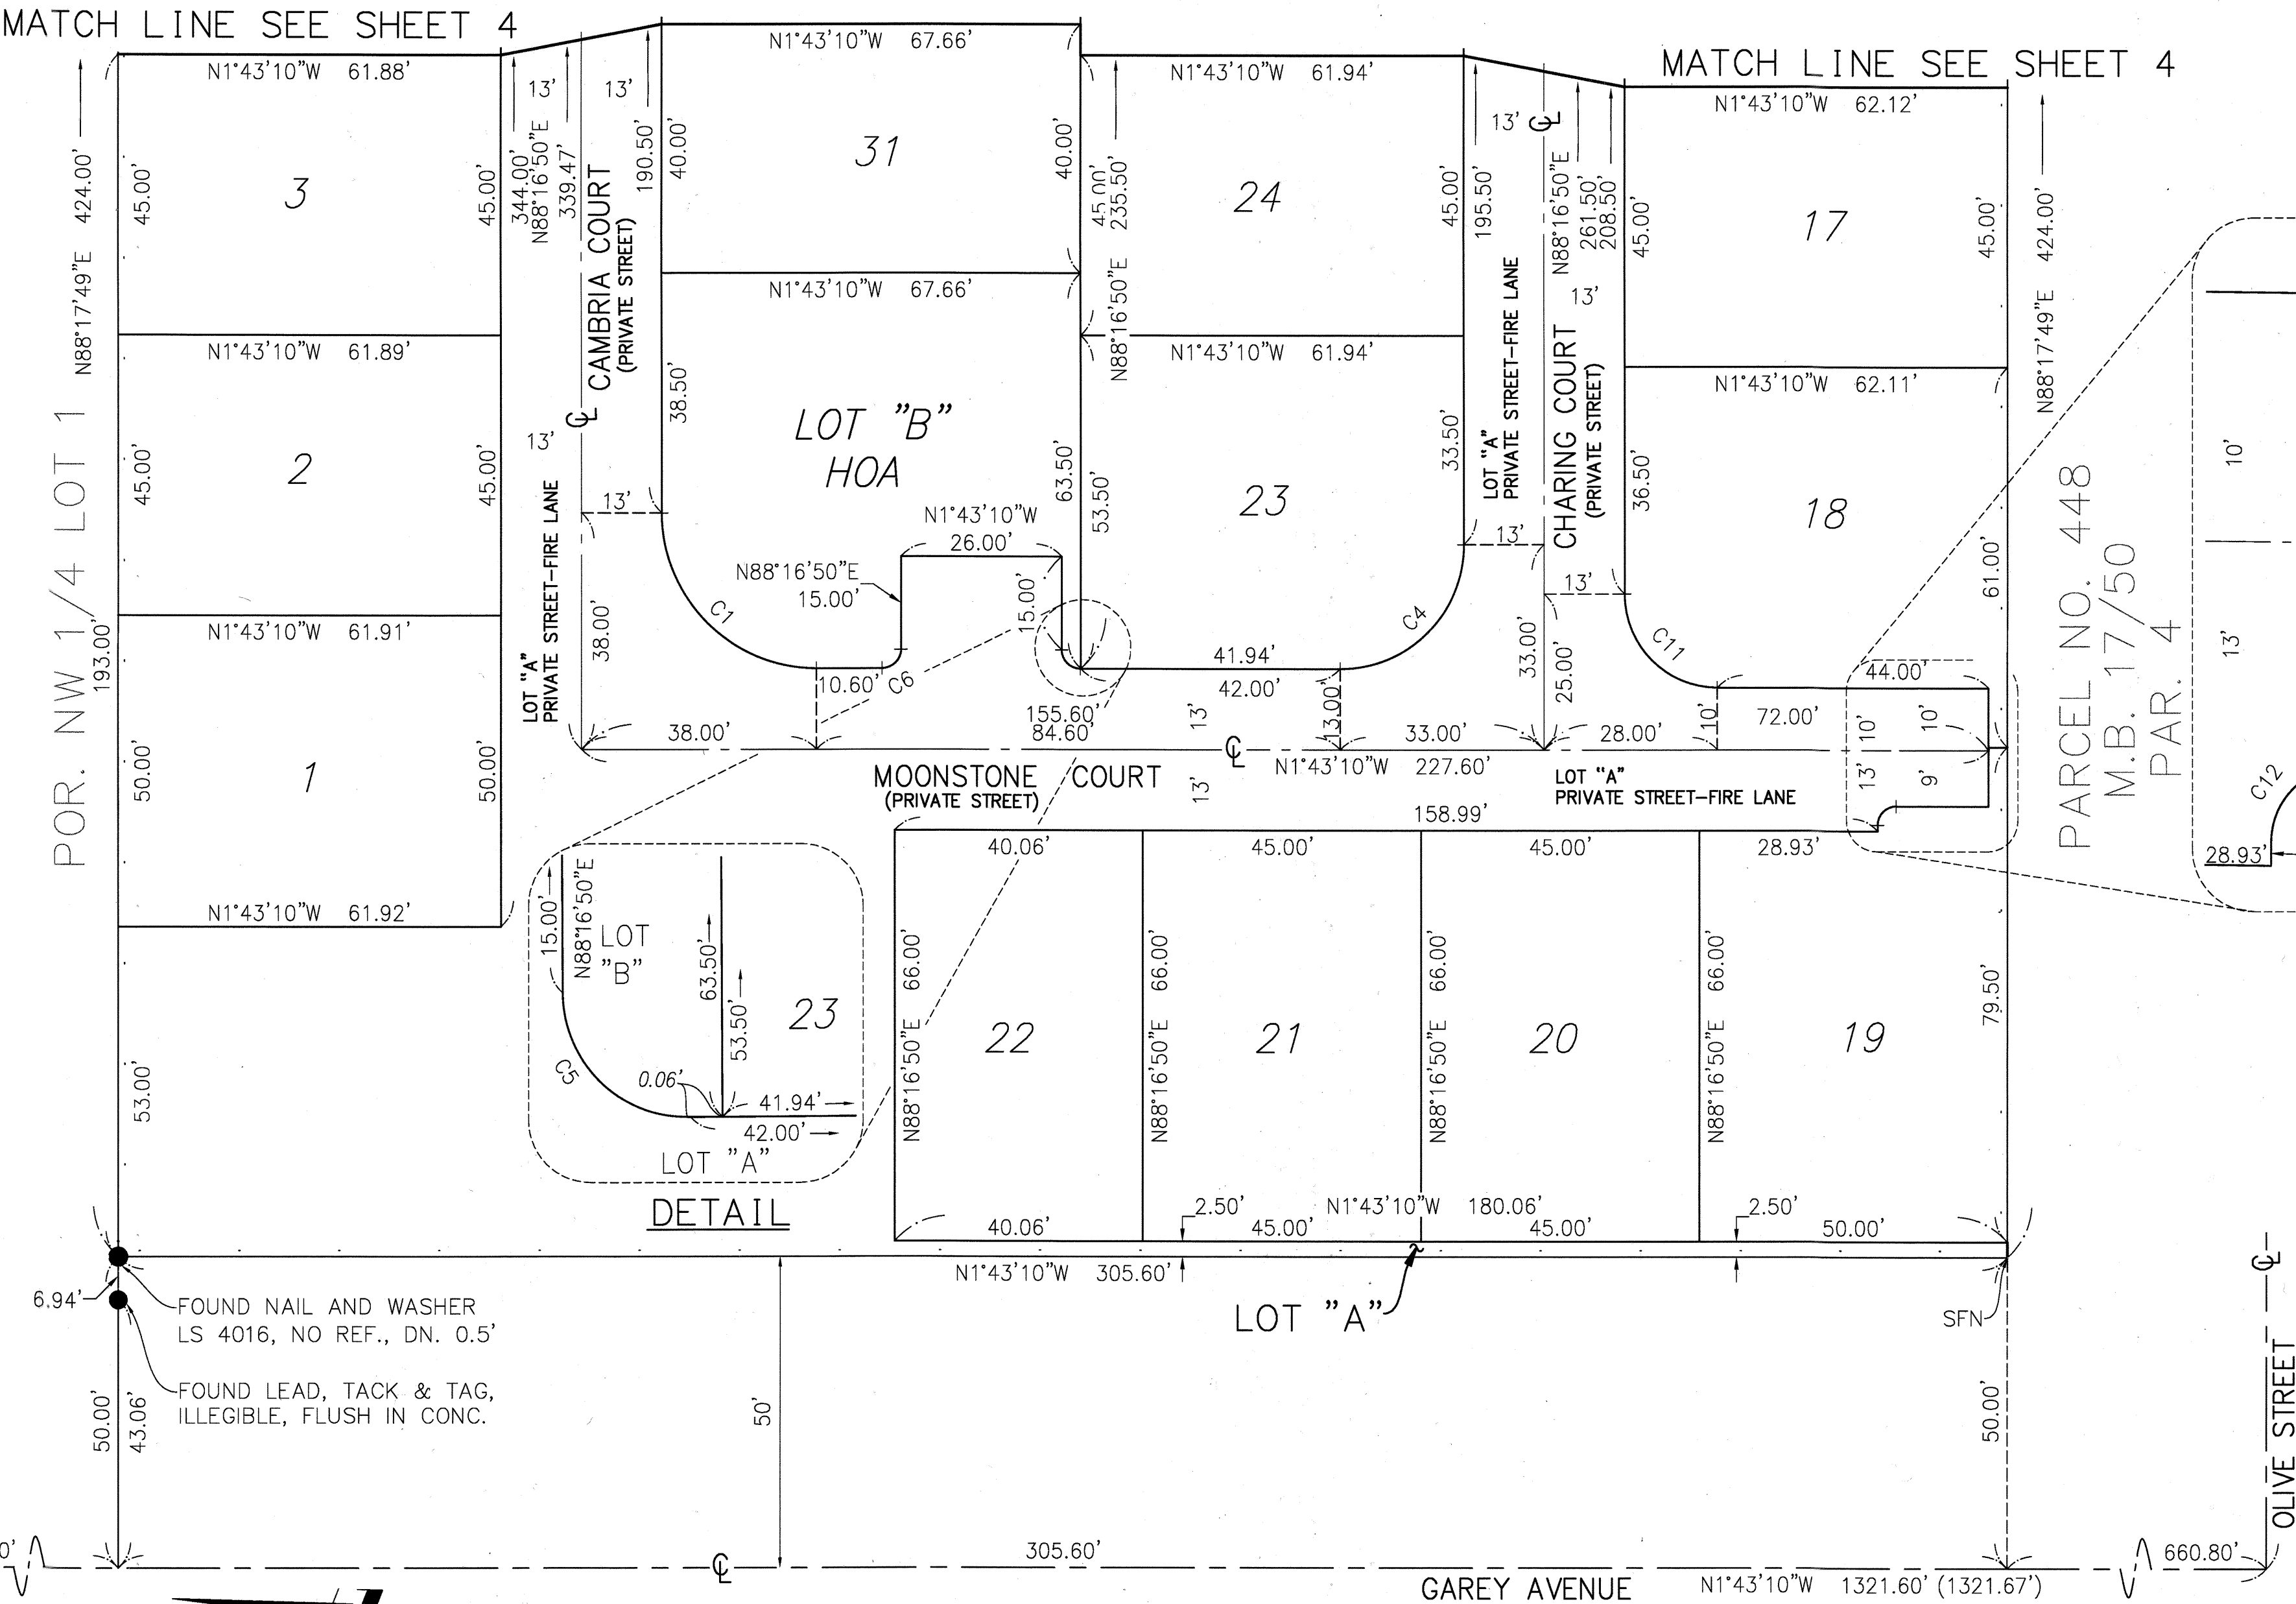 MATCH LINE SEE SHEET 4
MATCH LINE SEE SHEET 4
N1°43'10"W 61.88'
N1°43'10"W 67.66'
N1°43'10"W 61.94'
N1°43'10"W 62.12'
N88°17'49"E 424.00'
45.00'
3
45.00'
344.00'
N88°16'50"E
339.47'
13'
13'
CAMBRIA COURT
(PRIVATE STREET)
190.50'
40.00'
31
40.00'
45.00'
235.50'
N88°16'50"E
24
45.00'
195.50'
13'
N88°16'50"E
261.50'
208.50'
13'
45.00'
17
45.00'
N88°17'49"E 424.00'
N1°43'10"W 61.89'
N1°43'10"W 67.66'
N1°43'10"W 61.94'
N1°43'10"W 62.11'
POR. NW 1/4 LOT 1
193.00'
45.00'
2
45.00'
13'
LOT "A"
PRIVATE STREET-FIRE LANE
38.00'
13'
38.50'
LOT "B"
HOA
N1°43'10"W
26.00'
N88°16'50"E
15.00'
15.00'
C1
10.60'
C6
63.50'
53.50'
23
33.50'
C4
41.94'
42.00'
LOT "A"
PRIVATE STREET-FIRE LANE
CHARING COURT
(PRIVATE STREET)
13'
13'
33.00'
25.00'
36.50'
18
C11
61.00'
44.00'
PARCEL NO. 448
M.B. 17/50
PAR. 4
10'
13'
C12
28.93'
N1°43'10"W 61.91'
50.00'
1
50.00'
38.00'
155.60'
84.60'
13'
13.00'
33.00'
28.00'
10'
72.00'
10'
10'
13'
9'
N1°43'10"W 227.60'
MOONSTONE COURT
(PRIVATE STREET)
13'
LOT "A"
PRIVATE STREET-FIRE LANE
158.99'
40.06'
45.00'
45.00'
28.93'
N1°43'10"W 61.92'
53.00'
15.00'
N88°16'50"E
LOT
"B"
63.50'
53.50'
23
C5
0.06'
41.94'
42.00'
LOT "A"
DETAIL
N88°16'50"E 66.00'
22
N88°16'50"E 66.00'
21
N88°16'50"E 66.00'
20
N88°16'50"E 66.00'
19
79.50'
2.50'
N1°43'10"W 180.06'
2.50'
40.06'
45.00'
45.00'
50.00'
N1°43'10"W 305.60'
LOT "A"
SFN
6.94'
FOUND NAIL AND WASHER
LS 4016, NO REF., DN. 0.5'
FOUND LEAD, TACK & TAG,
ILLEGIBLE, FLUSH IN CONC.
50.00'
43.06'
50'
50.00'
OLIVE STREET
305.60'
660.80'
GAREY AVENUE
N1°43'10"W 1321.60' (1321.67')